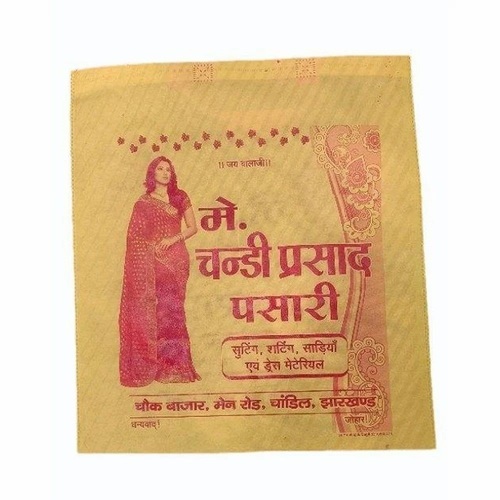 ।। जय बालाजी।।
मे.
चन्डी प्रसाद
पसारी
सुटिंग, शर्टिंग, साड़ियाँ
एवं ड्रेस मेटेरियल
चौक बाजार, मेन रोड, चांडिल, झारखण्ड
धन्यवाद!
जोहार!